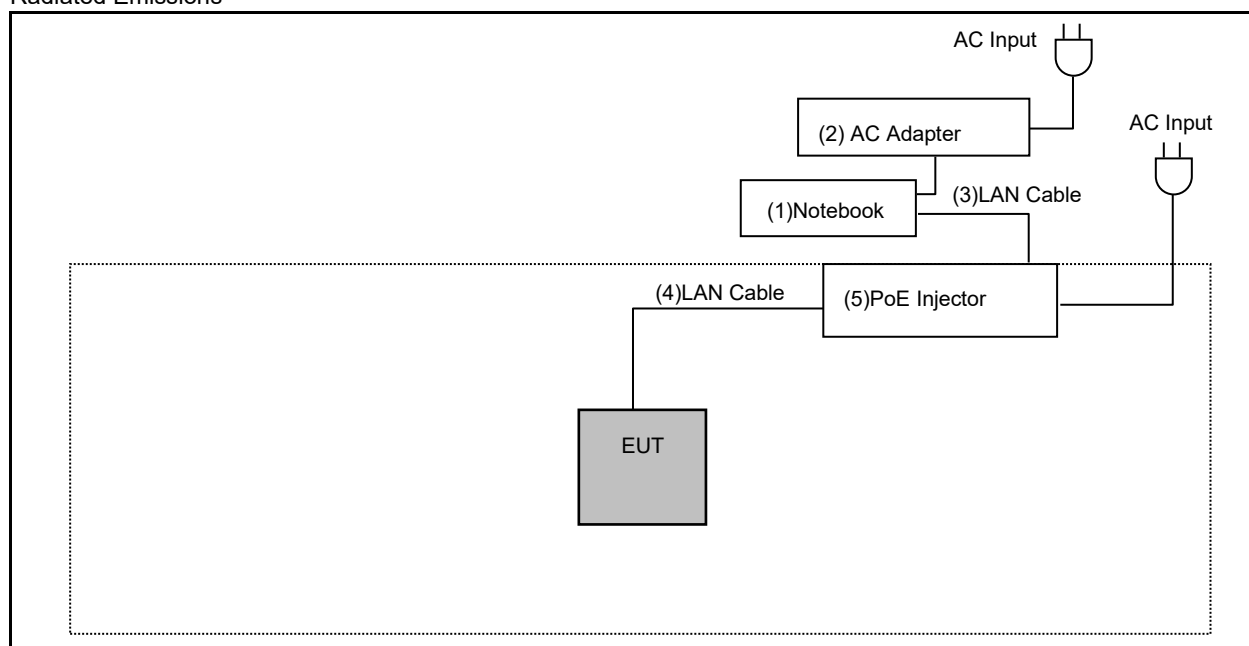 Radiated Emissions
AC Input
(2) AC Adapter
AC Input
(1)Notebook
(3)LAN Cable
(4)LAN Cable
(5)PoE Injector
EUT